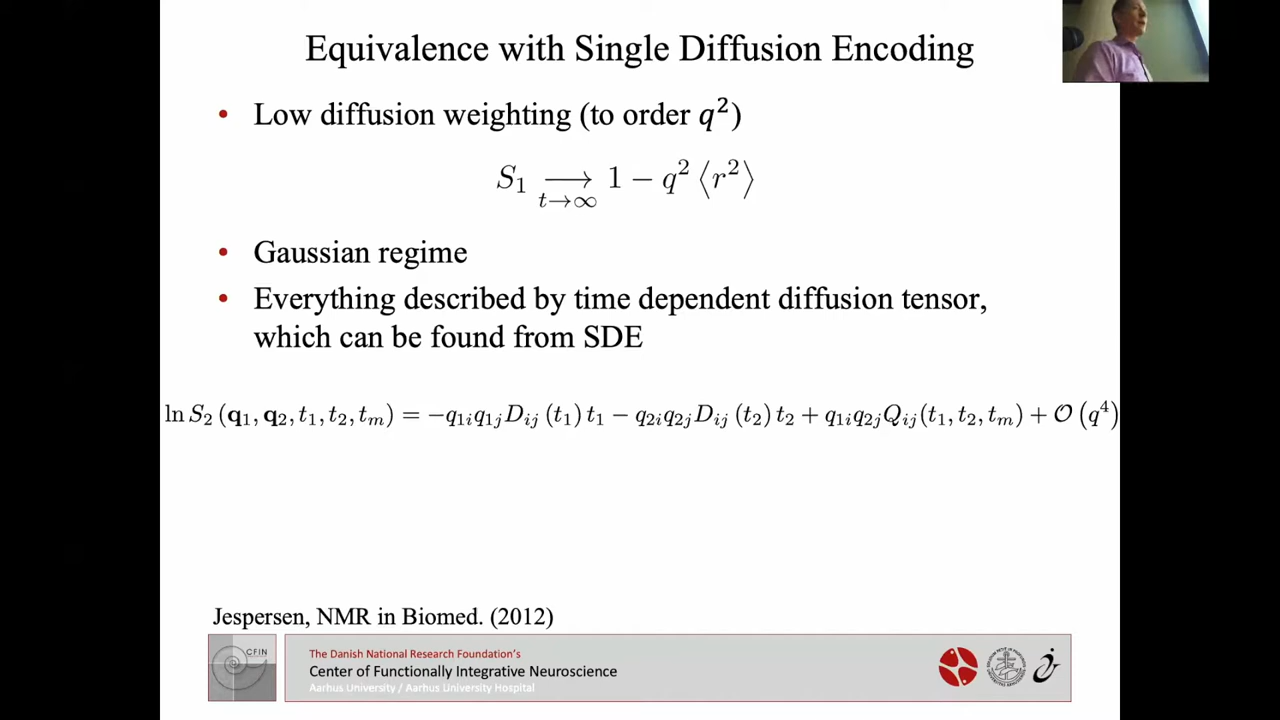 Equivalence with Single Diffusion Encoding
• Low diffusion weighting (to order q²)
S₁ ⟶ 1 − q² ⟨r²⟩
t→∞
• Gaussian regime
• Everything described by time dependent diffusion tensor,
which can be found from SDE
ln S₂ (q₁, q₂, t₁, t₂, tₘ) = −q₁ᵢq₁ⱼDᵢⱼ (t₁) t₁ − q₂ᵢq₂ⱼDᵢⱼ (t₂) t₂ + q₁ᵢq₂ⱼQᵢⱼ(t₁, t₂, tₘ) + 𝒪 (q⁴)
Jespersen, NMR in Biomed. (2012)
CFIN
The Danish National Research Foundation's
Center of Functionally Integrative Neuroscience
Aarhus University / Aarhus University Hospital